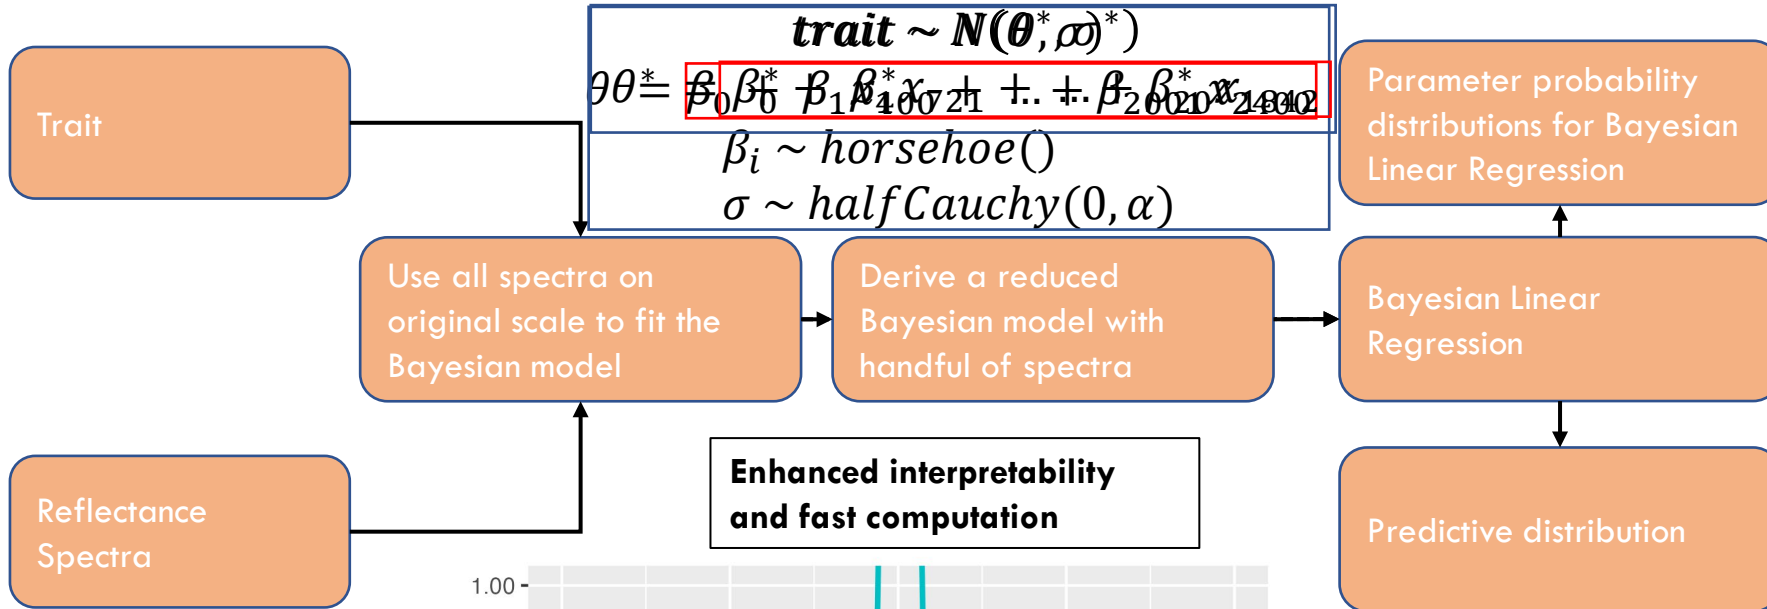 Trait
βᵢ ~ horsehoe()
σ ~ halfCauchy(0, α)
Parameter probability
distributions for Bayesian
Linear Regression
Use all spectra on
original scale to fit the
Bayesian model
Derive a reduced
Bayesian model with
handful of spectra
Bayesian Linear
Regression
Reflectance
Spectra
Enhanced interpretability
and fast computation
Predictive distribution
1.00